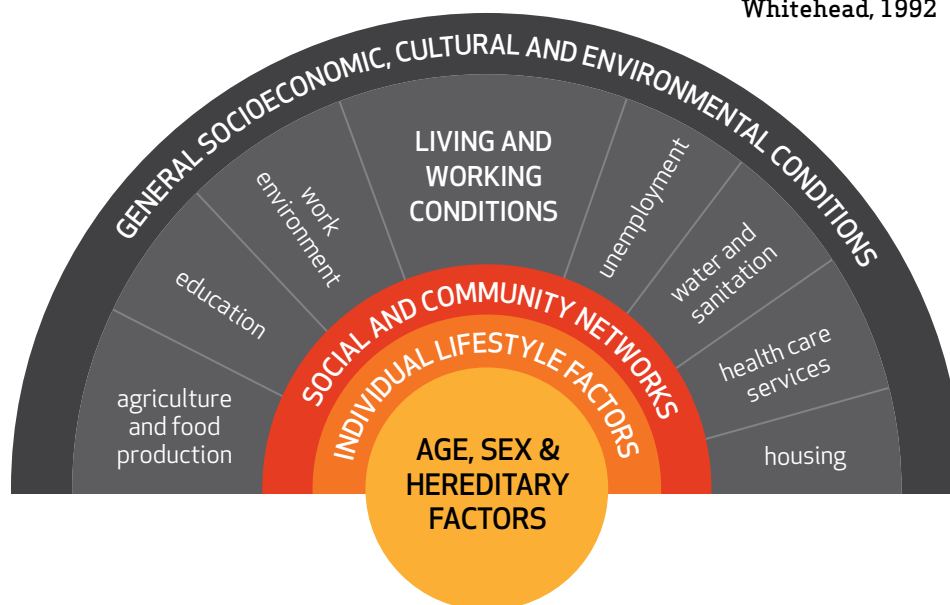 Whitehead, 1992
GENERAL SOCIOECONOMIC, CULTURAL AND ENVIRONMENTAL CONDITIONS
LIVING AND
WORKING
CONDITIONS
agriculture
and food
production
education
work
environment
unemployment
water and
sanitation
health care
services
housing
SOCIAL AND COMMUNITY NETWORKS
INDIVIDUAL LIFESTYLE FACTORS
AGE, SEX &
HEREDITARY
FACTORS